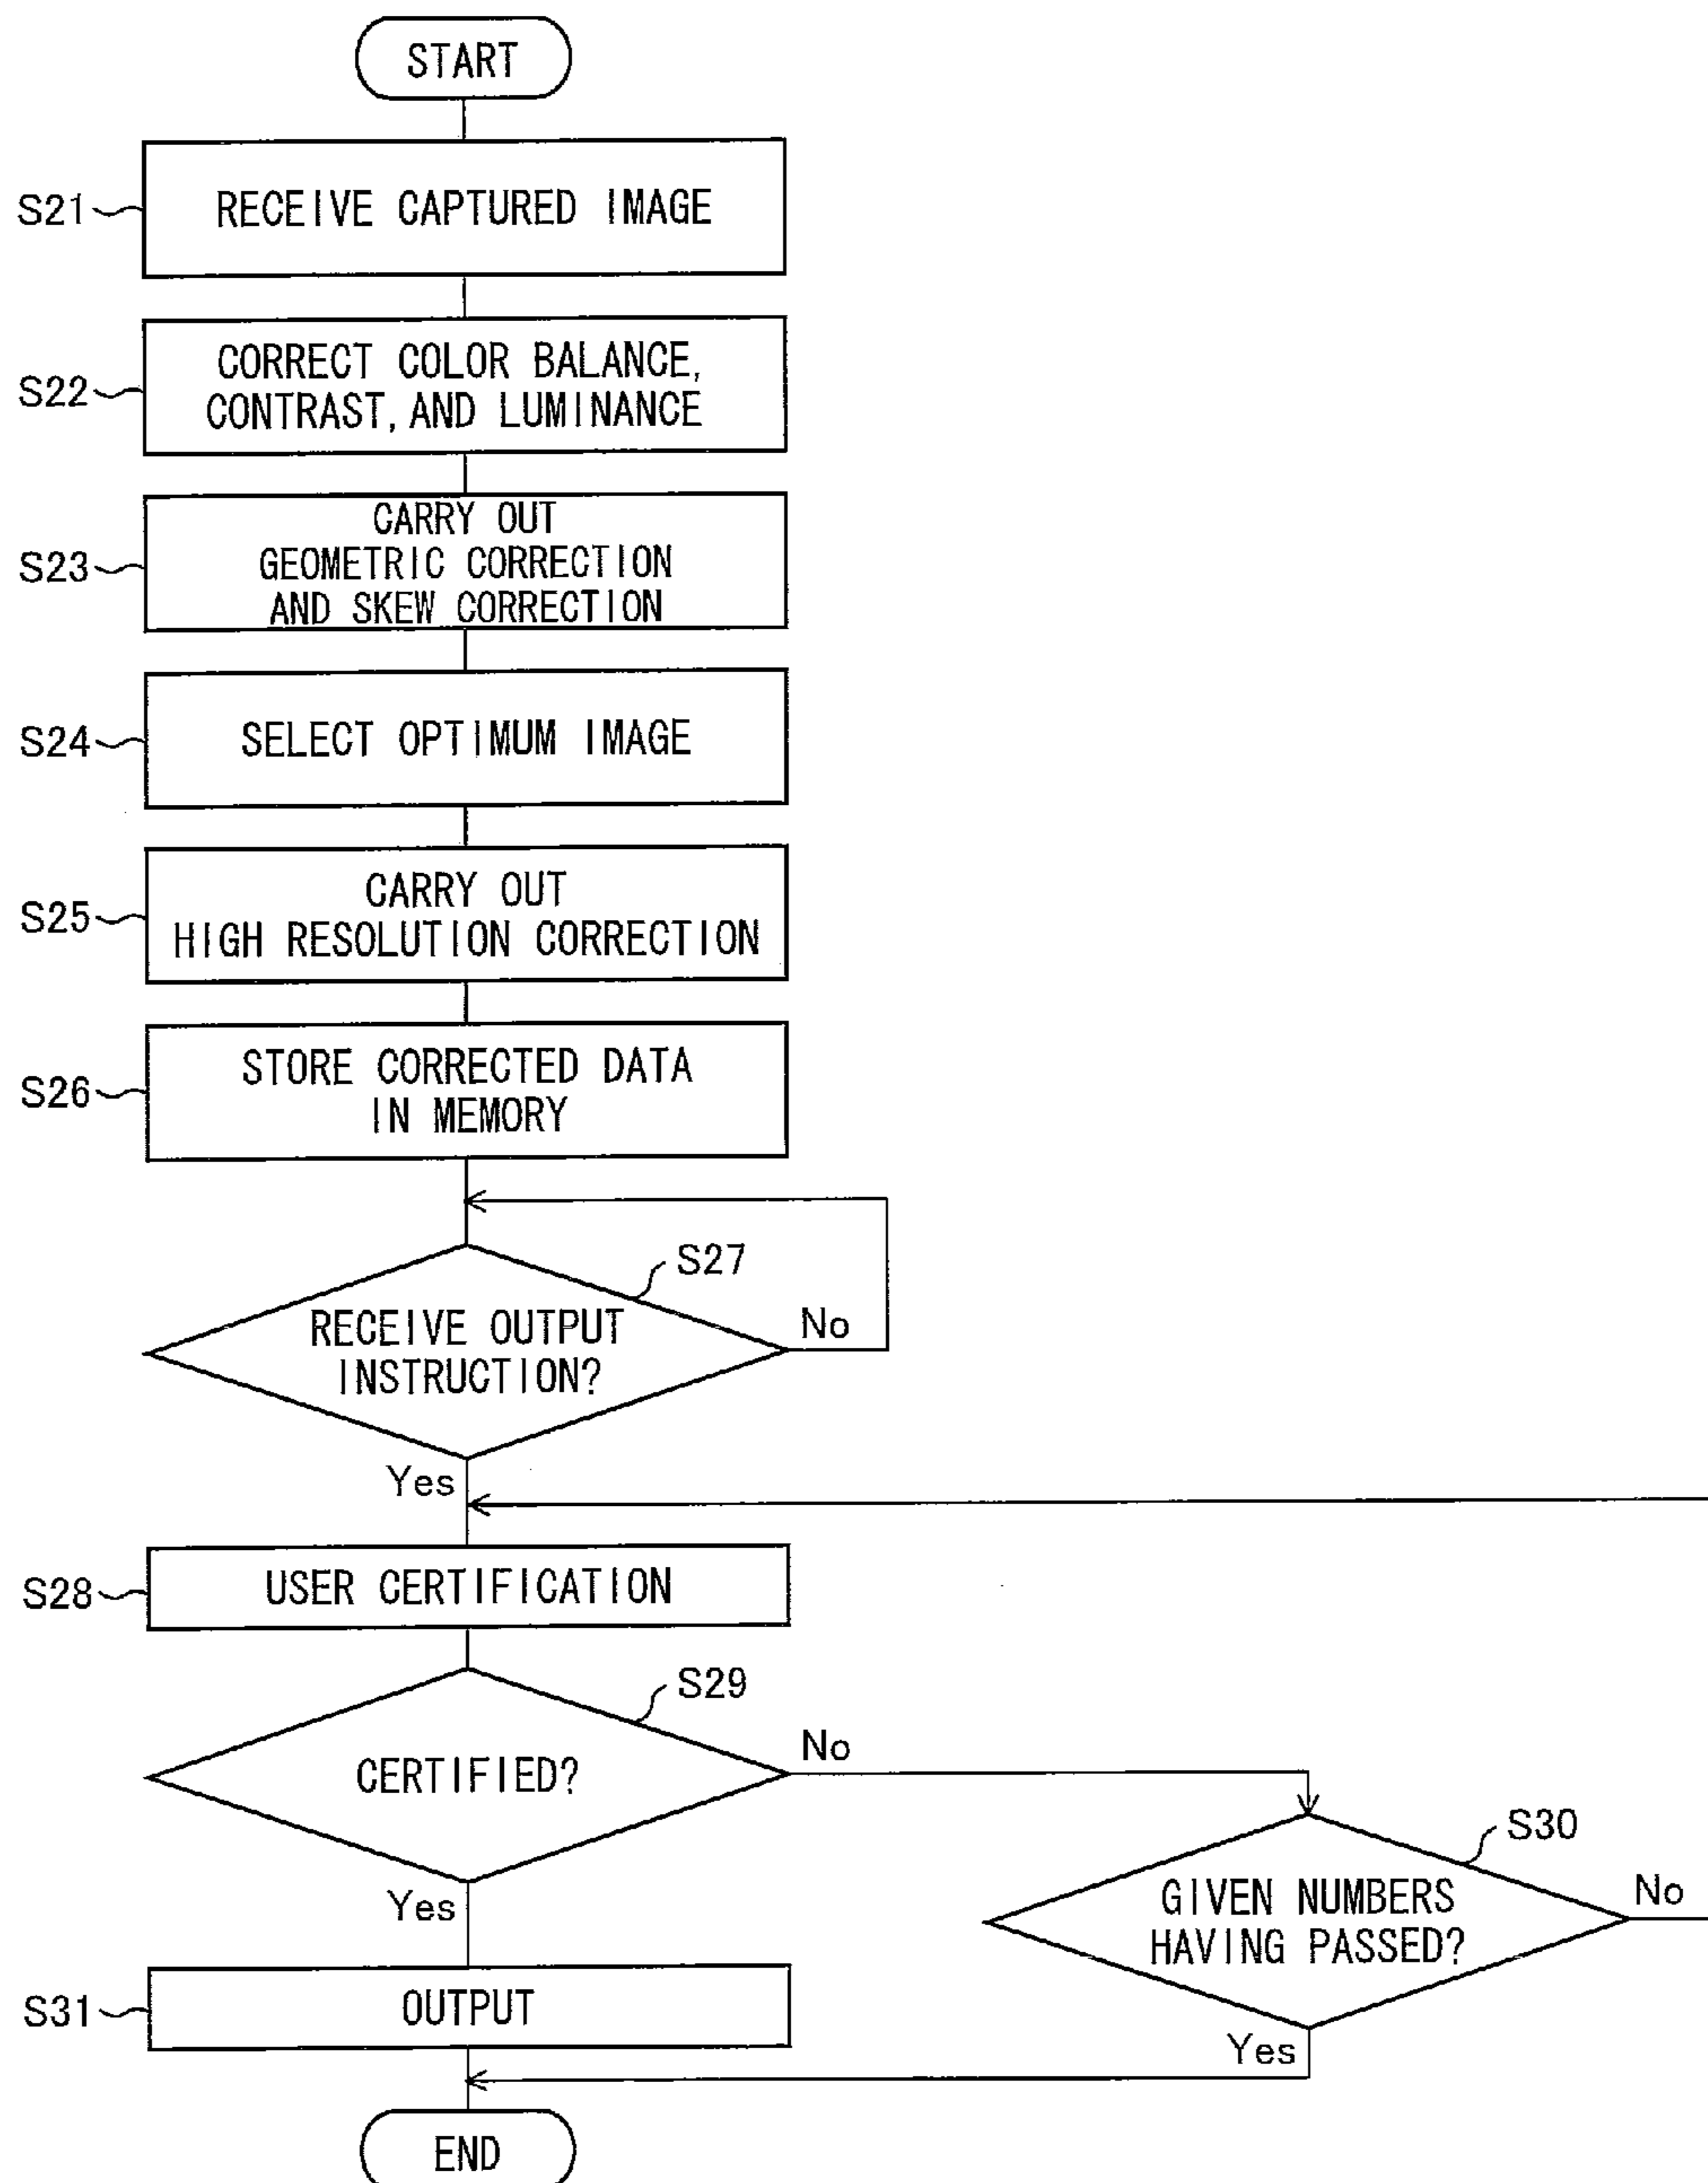 START
S21
RECEIVE CAPTURED IMAGE
S22
CORRECT COLOR BALANCE,
CONTRAST, AND LUMINANCE
S23
CARRY OUT
GEOMETRIC CORRECTION
AND SKEW CORRECTION
S24
SELECT OPTIMUM IMAGE
S25
CARRY OUT
HIGH RESOLUTION CORRECTION
S26
STORE CORRECTED DATA
IN MEMORY
S27
RECEIVE OUTPUT
INSTRUCTION?
No
Yes
S28
USER CERTIFICATION
S29
CERTIFIED?
No
Yes
S30
GIVEN NUMBERS
HAVING PASSED?
No
Yes
S31
OUTPUT
END